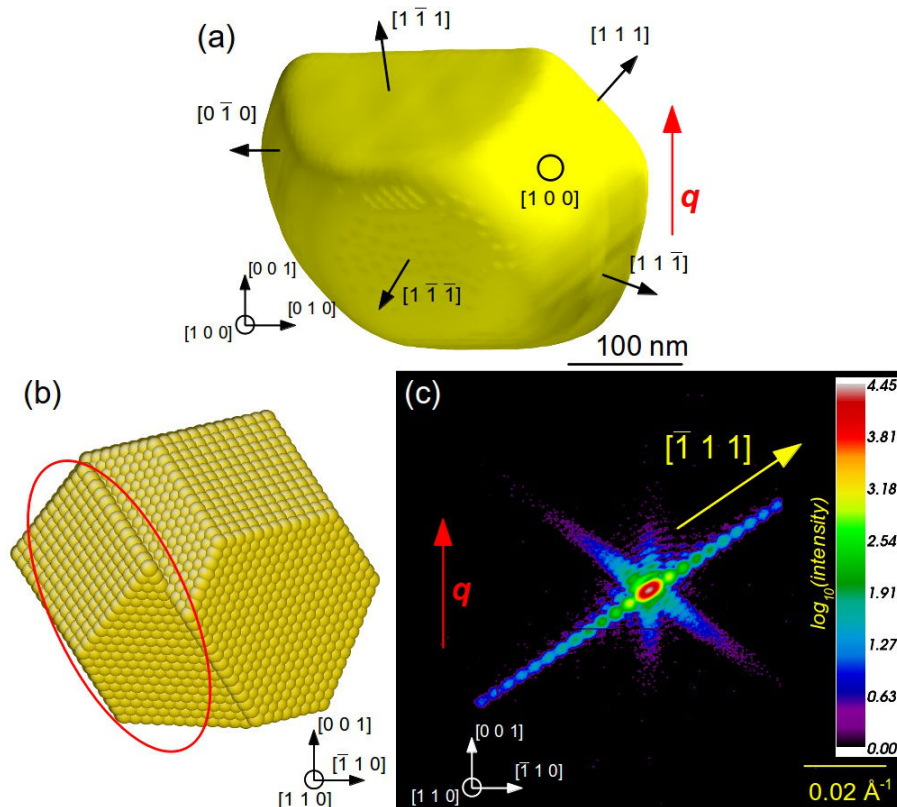 (a)
[1 1̅ 1]
[1 1 1]
[0 1̅ 0]
q
[1 0 0]
[1 1 1̅]
[1 1̅ 1̅]
[0 0 1]
[0 1 0]
[1 0 0]
100 nm
(b)
[0 0 1]
[1̅ 1 0]
[1 1 0]
(c)
[1̅ 1 1]
q
[0 0 1]
[1̅ 1 0]
[1 1 0]
log10(intensity)
4.45
3.81
3.18
2.54
1.91
1.27
0.63
0.00
0.02 Å-1